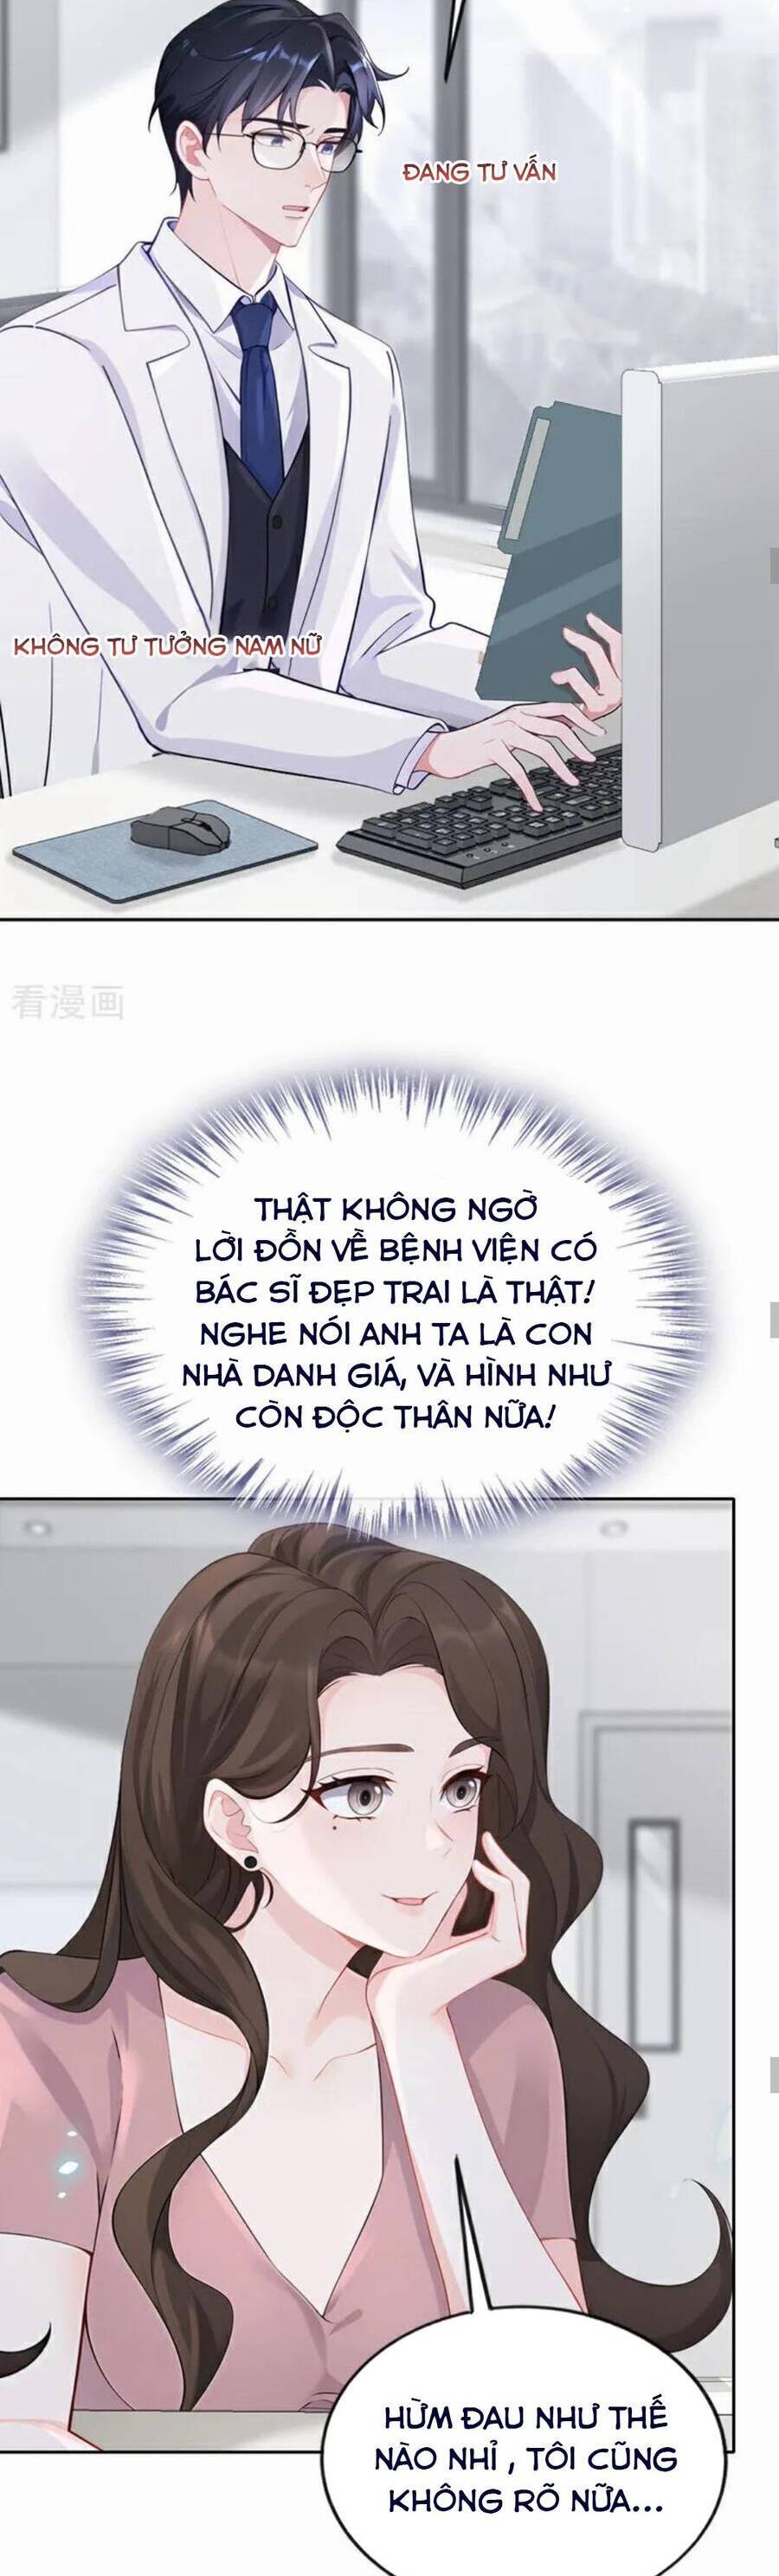 ĐANG TƯ VẤN
KHÔNG TƯ TƯỞNG NAM NỮ
看漫画
THẬT KHÔNG NGỜ
LỜI ĐỒN VỀ BỆNH VIỆN CÓ
BÁC SĨ ĐẸP TRAI LÀ THẬT!
NGHE NÓI ANH TA LÀ CON
NHÀ DANH GIÁ, VÀ HÌNH NHƯ
CÒN ĐỘC THÂN NỮA!
HỪM ĐAU NHƯ THẾ
NÀO NHỈ , TÔI CŨNG
KHÔNG RÕ NỮA...